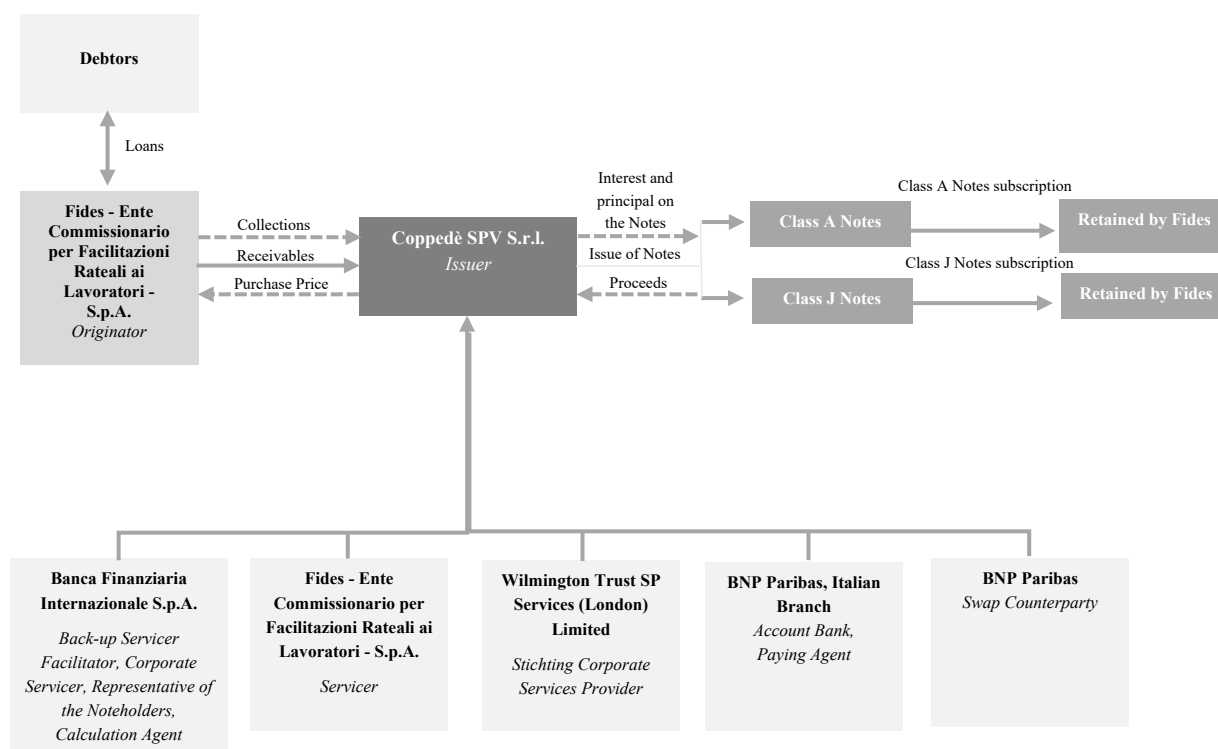 Debtors
Loans
Fides - Ente
Commissionario
per Facilitazioni
Rateali ai
Lavoratori -
S.p.A.
Originator
Collections
Receivables
Purchase Price
Coppedè SPV S.r.l.
Issuer
Interest and
principal on
the Notes
Issue of Notes
Proceeds
Class A Notes
Class A Notes subscription
Retained by Fides
Class J Notes
Class J Notes subscription
Retained by Fides
Banca Finanziaria
Internazionale S.p.A.
Back-up Servicer
Facilitator, Corporate
Servicer, Representative of
the Noteholders,
Calculation Agent
Fides - Ente
Commissionario per
Facilitazioni Rateali ai
Lavoratori - S.p.A.
Servicer
Wilmington Trust SP
Services (London)
Limited
Stichting Corporate
Services Provider
BNP Paribas, Italian
Branch
Account Bank,
Paying Agent
BNP Paribas
Swap Counterparty